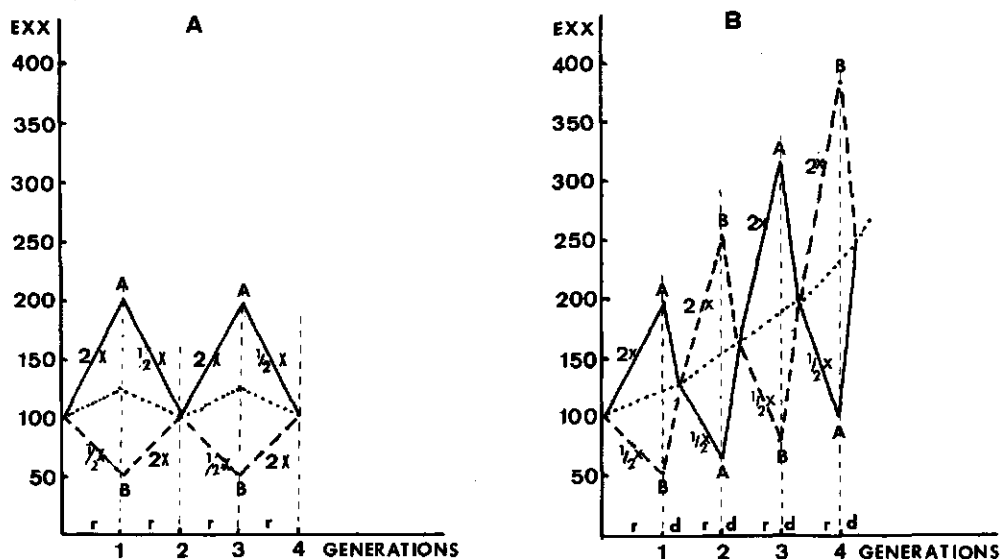 A
EXX
400
350
300
250
200
150
100
50
A
A
2X
1/2X
2X
1/2X
1/2X
2X
1/2X
2X
B
B
r
r
r
r
1
2
3
4
GENERATIONS
B
EXX
400
350
300
250
200
150
100
50
B
A
B
A
2X
2X
2X
2X
1/2X
1/2X
1/2X
1/2X
B
A
B
A
r
d
r
d
r
d
r
d
1
2
3
4
GENERATIONS